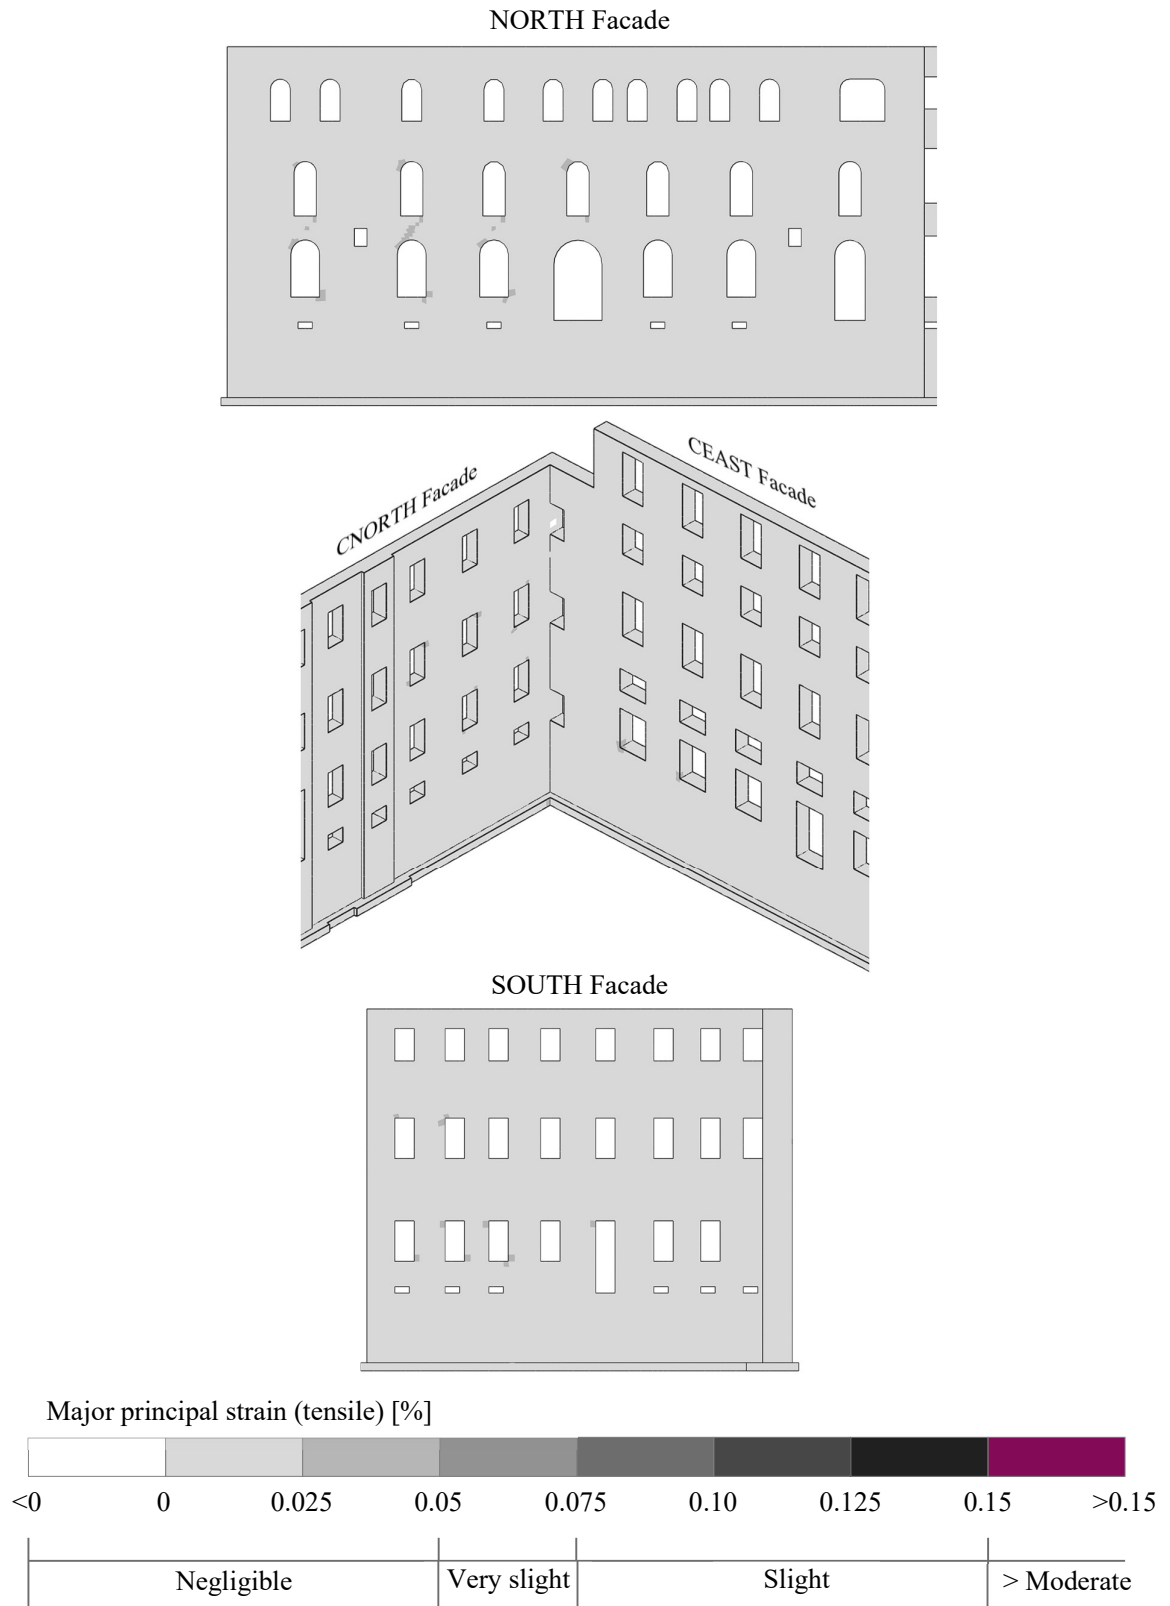 NORTH Facade
CNORTH Facade
CEAST Facade
SOUTH Facade
Major principal strain (tensile) [%]
<0 0 0.025 0.05 0.075 0.10 0.125 0.15 >0.15
Negligible Very slight Slight > Moderate